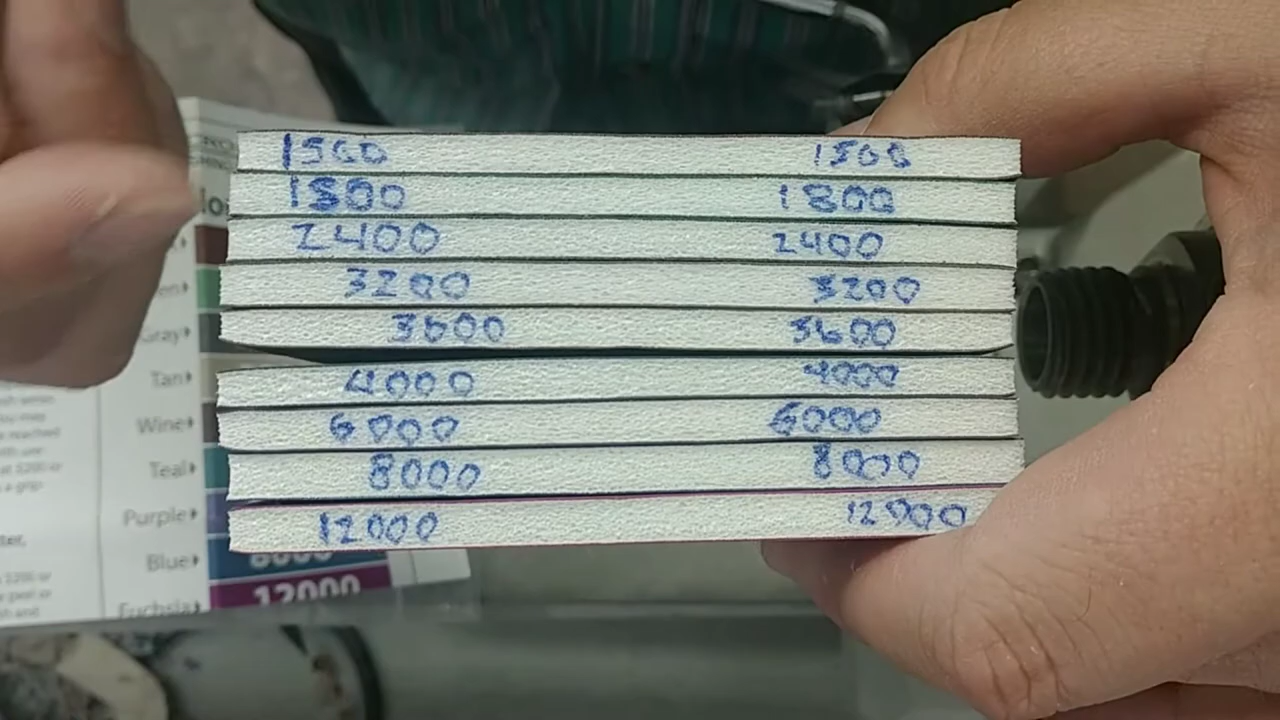 1500 1500
1800 1800
2400 2400
3200 3200
3600 3600
4000 4000
6000 6000
8000 8000
12000 12000
Gray
Tan
Wine
Teal
Purple
Blue 8000
Fuchsia 12000